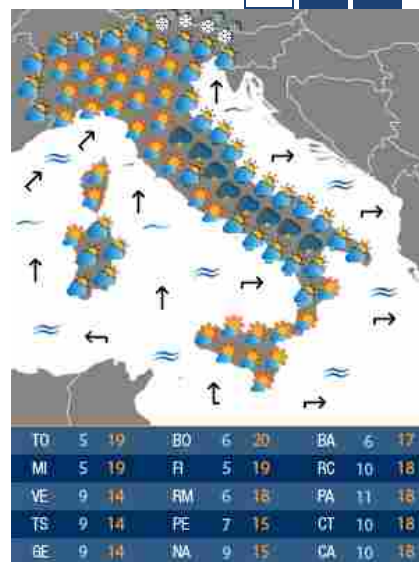 TO 5 19 BO 6 20 BA 6 17
MI 5 19 FI 5 19 RC 10 18
VE 9 14 RM 6 18 PA 11 18
TS 9 14 PE 7 15 CT 10 18
GE 9 14 NA 9 15 CA 10 18